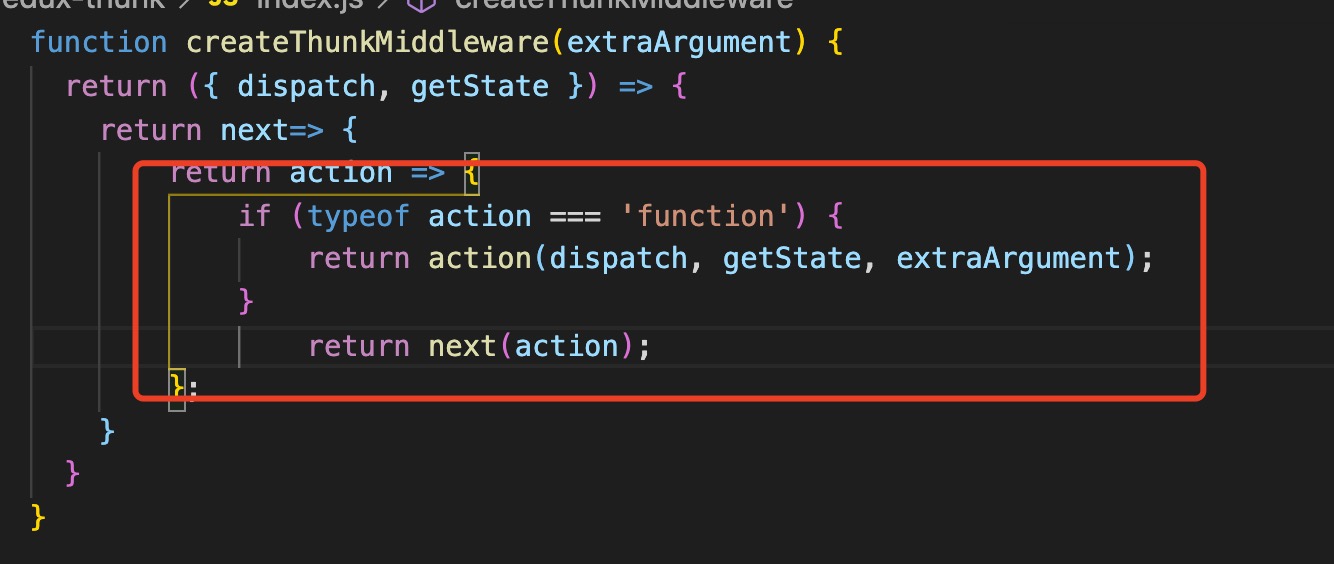 edux-thunk > JS index.js > createThunkMiddleware
function createThunkMiddleware(extraArgument) {
  return ({ dispatch, getState }) => {
    return next=> {
        return action => {
            if (typeof action === 'function') {
                return action(dispatch, getState, extraArgument);
            }
                return next(action);
        };
    }
  }
}